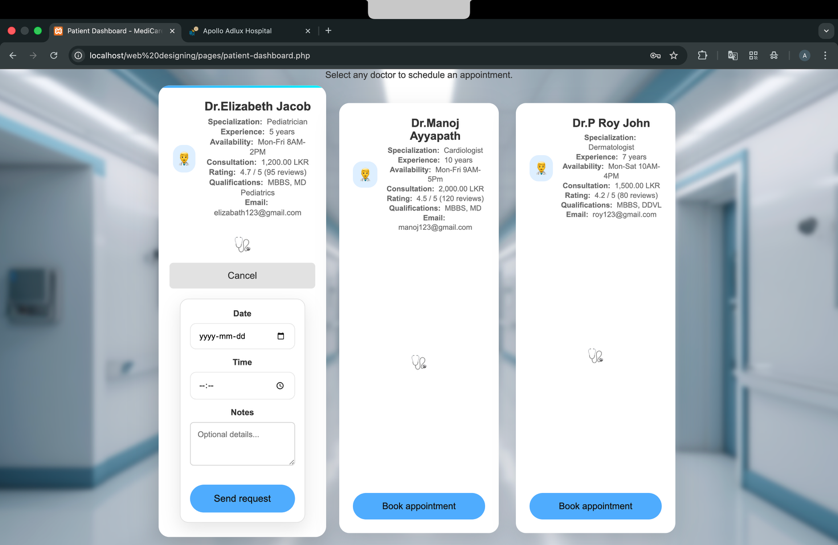 Patient Dashboard - MediCa
Apollo Adlux Hospital
localhost/web%20designing/pages/patient-dashboard.php
A
Select any doctor to schedule an appointment.
Dr.Elizabeth Jacob
Specialization: Pediatrician
Experience: 5 years
Availability: Mon-Fri 8AM-
2PM
Consultation: 1,200.00 LKR
Rating: 4.7 / 5 (95 reviews)
Qualifications: MBBS, MD
Pediatrics
Email:
elizabath123@gmail.com
Cancel
Date
yyyy-mm-dd
Time
--:--
Notes
Optional details...
Send request
Dr.Manoj
Ayyapath
Specialization: Cardiologist
Experience: 10 years
Availability: Mon-Fri 9AM-
5Pm
Consultation: 2,000.00 LKR
Rating: 4.5 / 5 (120 reviews)
Qualifications: MBBS, MD
Email:
manoj123@gmail.com
Book appointment
Dr.P Roy John
Specialization:
Dermatologist
Experience: 7 years
Availability: Mon-Sat 10AM-
4PM
Consultation: 1,500.00 LKR
Rating: 4.2 / 5 (80 reviews)
Qualifications: MBBS, DDVL
Email: roy123@gmail.com
Book appointment